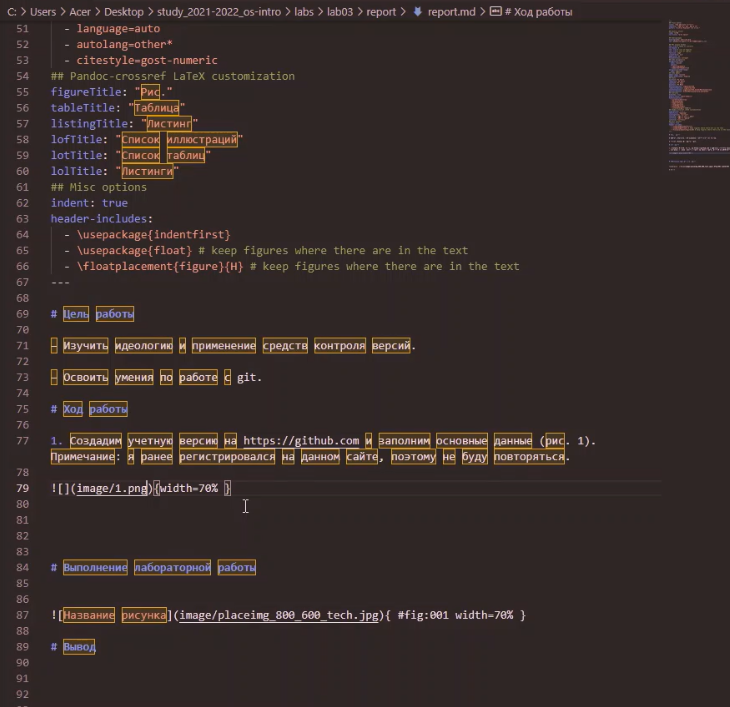 C: > Users > Acer > Desktop > study_2021-2022_os-intro > labs > lab03 > report > report.md > # Ход работы
51 - language=auto
52 - autolang=other*
53 - citestyle=gost-numeric
54 ## Pandoc-crossref LaTeX customization
55 figureTitle: "Рис."
56 tableTitle: "Таблица"
57 listingTitle: "Листинг"
58 lofTitle: "Список иллюстраций"
59 lotTitle: "Список таблиц"
60 lolTitle: "Листинги"
61 ## Misc options
62 indent: true
63 header-includes:
64 - \usepackage{indentfirst}
65 - \usepackage{float} # keep figures where there are in the text
66 - \floatplacement{figure}{H} # keep figures where there are in the text
67 ---
68
69 # Цель работы
70
71 – Изучить идеологию и применение средств контроля версий.
72
73 – Освоить умения по работе с git.
74
75 # Ход работы
76
77 1. Создадим учетную версию на https://github.com и заполним основные данные (рис. 1).
Примечание: я ранее регистрировался на данном сайте, поэтому не буду повторяться.
78
79 ![](image/1.png){width=70% }
80
81
82
83
84 # Выполнение лабораторной работы
85
86
87 ![Название рисунка](image/placeimg_800_600_tech.jpg){ #fig:001 width=70% }
88
89 # Вывод
90
91
92